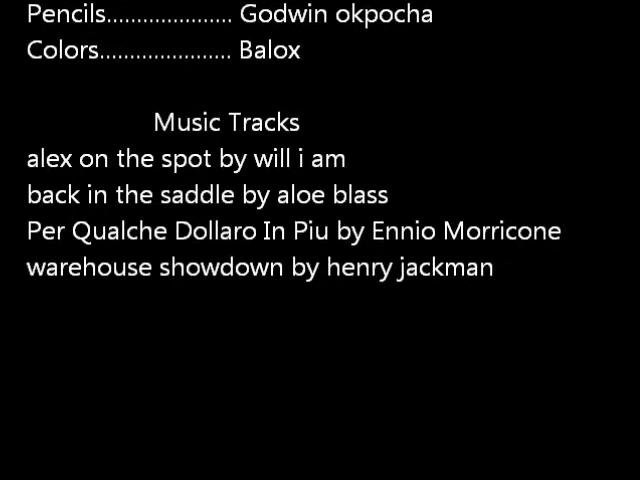 Pencils..................... Godwin okpocha
Colors...................... Balox
Music Tracks
alex on the spot by will i am
back in the saddle by aloe blass
Per Qualche Dollaro In Piu by Ennio Morricone
warehouse showdown by henry jackman